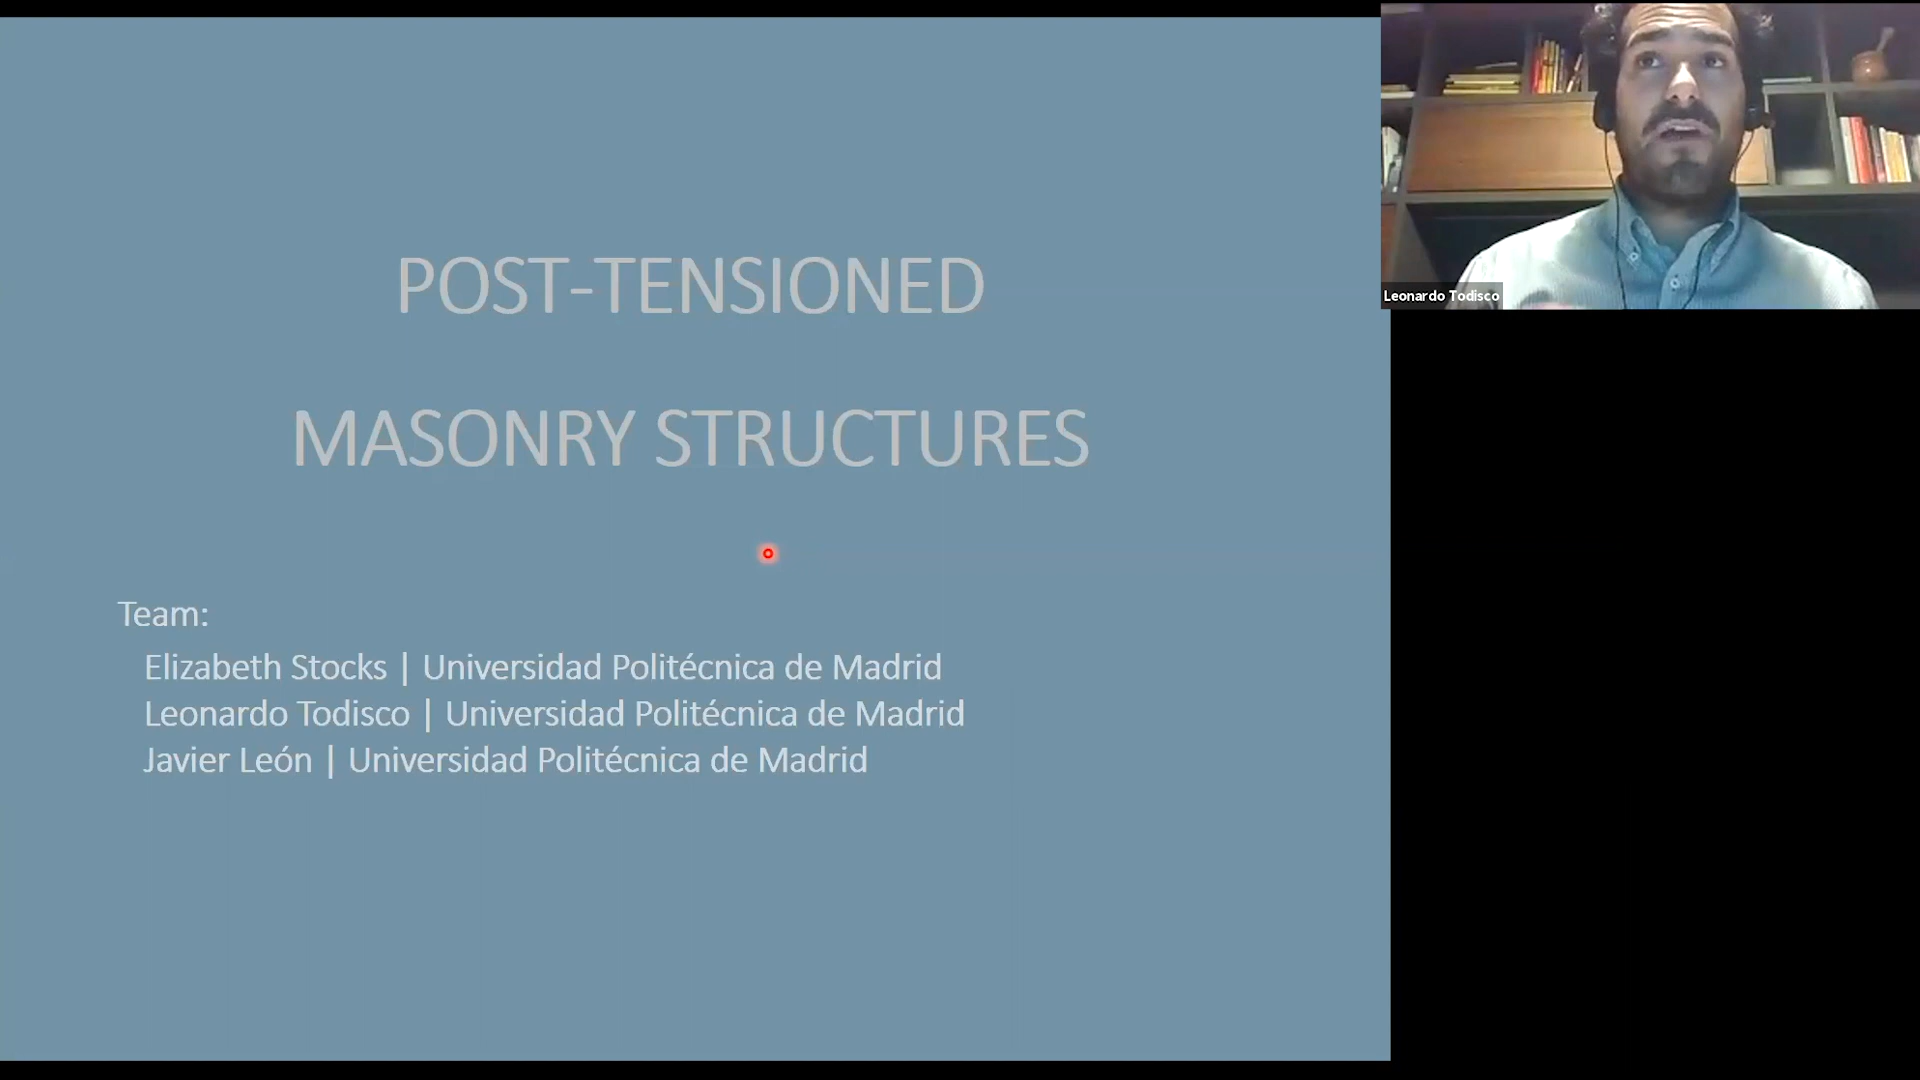 POST-TENSIONED
MASONRY STRUCTURES
Team:
Elizabeth Stocks | Universidad Politécnica de Madrid
Leonardo Todisco | Universidad Politécnica de Madrid
Javier León | Universidad Politécnica de Madrid
Leonardo Todisco